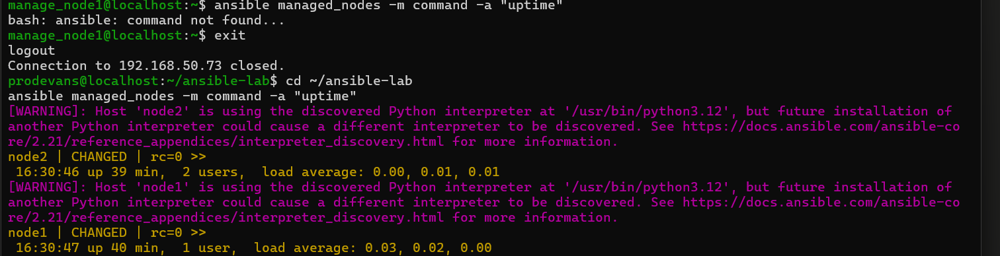 manage_node1@localhost:~$ ansible managed_nodes -m command -a "uptime"
bash: ansible: command not found...
manage_node1@localhost:~$ exit
logout
Connection to 192.168.50.73 closed.
prodevans@localhost:~/ansible-lab$ cd ~/ansible-lab
ansible managed_nodes -m command -a "uptime"
[WARNING]: Host 'node2' is using the discovered Python interpreter at '/usr/bin/python3.12', but future installation of
another Python interpreter could cause a different interpreter to be discovered. See https://docs.ansible.com/ansible-co
re/2.21/reference_appendices/interpreter_discovery.html for more information.
node2 | CHANGED | rc=0 >>
 16:30:46 up 39 min,  2 users,  load average: 0.00, 0.01, 0.01
[WARNING]: Host 'node1' is using the discovered Python interpreter at '/usr/bin/python3.12', but future installation of
another Python interpreter could cause a different interpreter to be discovered. See https://docs.ansible.com/ansible-co
re/2.21/reference_appendices/interpreter_discovery.html for more information.
node1 | CHANGED | rc=0 >>
 16:30:47 up 40 min,  1 user,  load average: 0.03, 0.02, 0.00